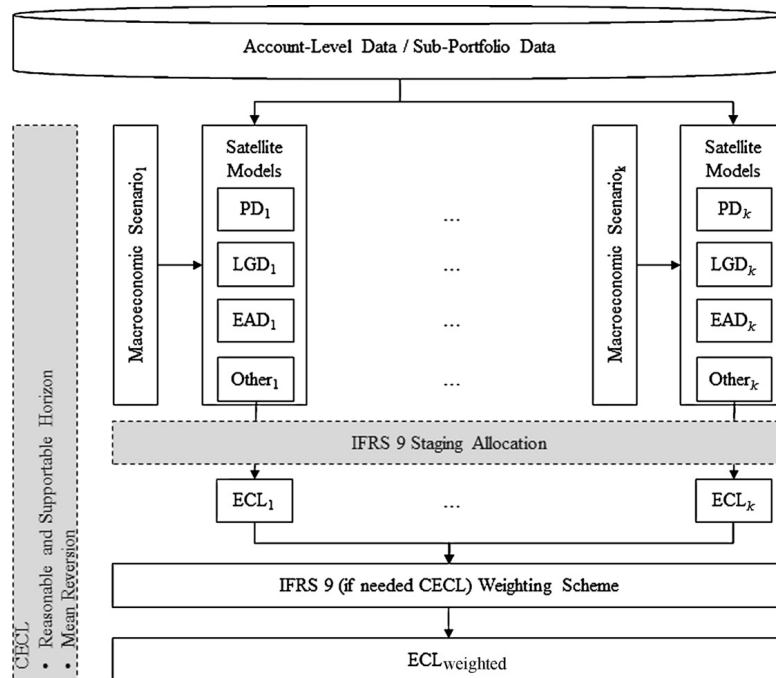 Account-Level Data / Sub-Portfolio Data
CECL
• Reasonable and Supportable Horizon
• Mean Reversion
Macroeconomic Scenario₁
Satellite
Models
PD₁
LGD₁
EAD₁
Other₁
...
...
...
...
Macroeconomic Scenarioₖ
Satellite
Models
PDₖ
LGDₖ
EADₖ
Otherₖ
IFRS 9 Staging Allocation
ECL₁
...
ECLₖ
IFRS 9 (if needed CECL) Weighting Scheme
ECL weighted